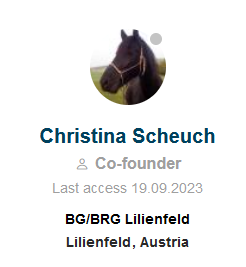 Christina Scheuch
Co-founder
Last access 19.09.2023
BG/BRG Lilienfeld
Lilienfeld, Austria